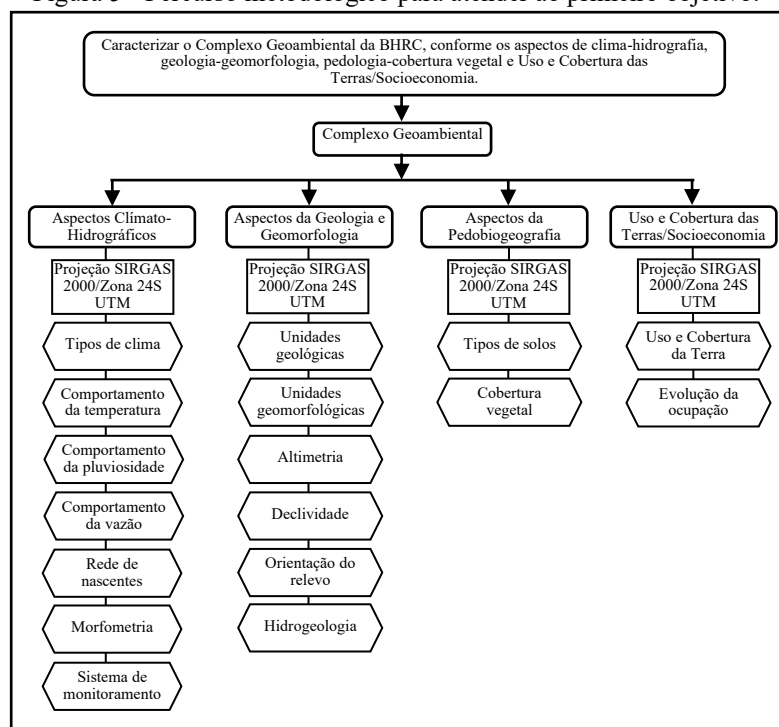 Figura 3 - Percurso metodológico para atender ao primeiro objetivo.
Caracterizar o Complexo Geoambiental da BHRC, conforme os aspectos de clima-hidrografia,
geologia-geomorfologia, pedologia-cobertura vegetal e Uso e Cobertura das
Terras/Socioeconomia.
Complexo Geoambiental
Aspectos Clímato-
Hidrográficos
Projeção SIRGAS
2000/Zona 24S
UTM
Tipos de clima
Comportamento
da temperatura
Comportamento
da pluviosidade
Comportamento
da vazão
Rede de
nascentes
Morfometria
Sistema de
monitoramento
Aspectos da Geologia e
Geomorfologia
Projeção SIRGAS
2000/Zona 24S
UTM
Unidades
geológicas
Unidades
geomorfológicas
Altimetria
Declividade
Orientação do
relevo
Hidrogeologia
Aspectos da
Pedobiogeografia
Projeção SIRGAS
2000/Zona 24S
UTM
Tipos de solos
Cobertura
vegetal
Uso e Cobertura das
Terras/Socioeconomia
Projeção SIRGAS
2000/Zona 24S
UTM
Uso e Cobertura
da Terra
Evolução da
ocupação